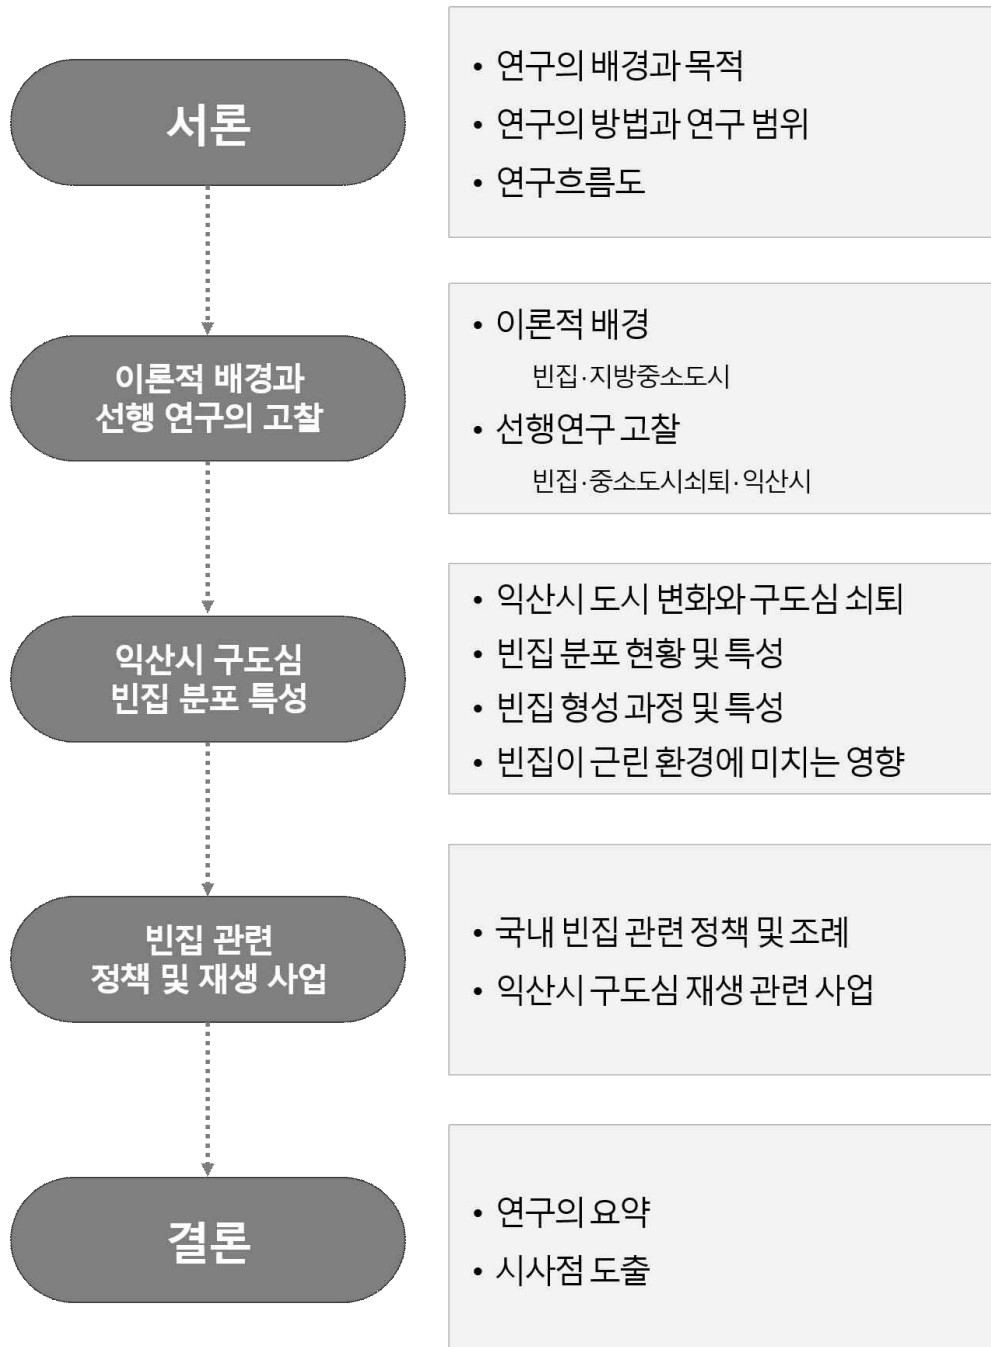 서론
• 연구의 배경과 목적
• 연구의 방법과 연구 범위
• 연구흐름도
이론적 배경과
선행 연구의 고찰
• 이론적 배경
빈집·지방중소도시
• 선행연구 고찰
빈집·중소도시쇠퇴·익산시
익산시 구도심
빈집 분포 특성
• 익산시 도시 변화와 구도심 쇠퇴
• 빈집 분포 현황 및 특성
• 빈집 형성 과정 및 특성
• 빈집이 근린 환경에 미치는 영향
빈집 관련
정책 및 재생 사업
• 국내 빈집 관련 정책 및 조례
• 익산시 구도심 재생 관련 사업
결론
• 연구의 요약
• 시사점 도출